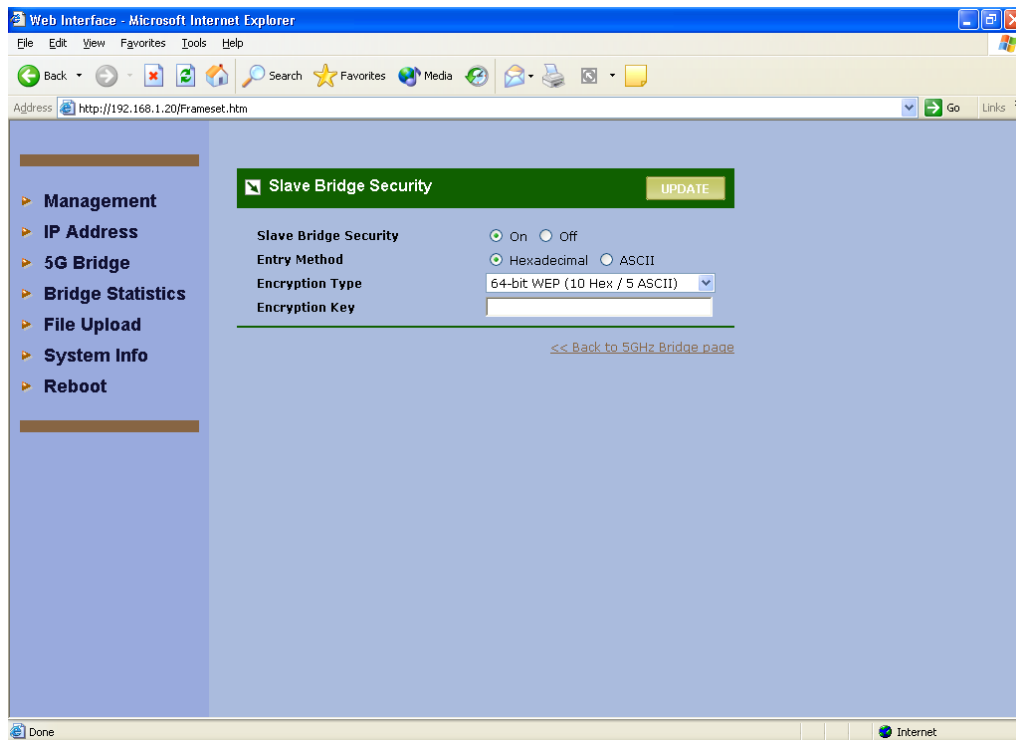 Web Interface - Microsoft Internet Explorer
File Edit View Favorites Tools Help
Back Search Favorites Media
Address http://192.168.1.20/Frameset.htm Go Links
Management
IP Address
5G Bridge
Bridge Statistics
File Upload
System Info
Reboot
Slave Bridge Security UPDATE
Slave Bridge Security On Off
Entry Method Hexadecimal ASCII
Encryption Type 64-bit WEP (10 Hex / 5 ASCII)
Encryption Key
<< Back to 5GHz Bridge page
Done Internet